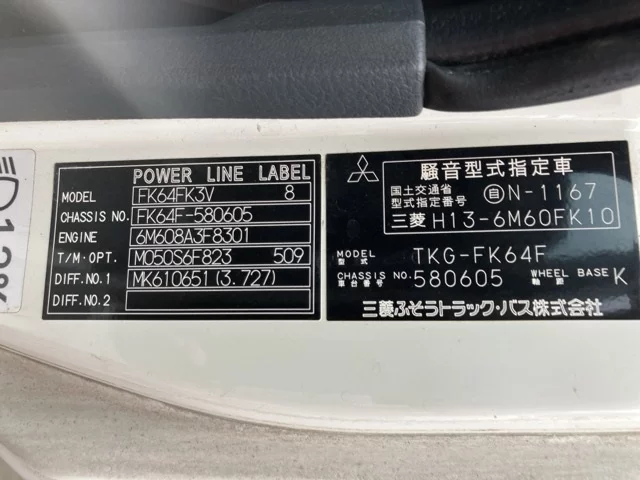 POWER LINE LABEL
MODEL FK64FK3V 8
CHASSIS NO. FK64F-580605
ENGINE 6M608A3F8301
T/M・OPT. M050S6F823 509
DIFF.NO.1 MK610651 (3.727)
DIFF.NO.2
騒音型式指定車
国土交通省
型式指定番号 自N-1167
三菱 H13-6M60FK10
MODEL
型式 TKG-FK64F
CHASSIS NO.
車台番号 580605 WHEEL BASE
軸距 K
三菱ふそうトラック・バス株式会社